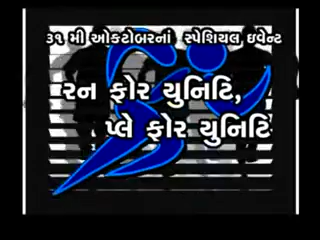 ૩૧ મી ઓક્ટોબરનાં સ્પેશિયલ ઇવેન્ટ
રન ફોર યુનિટિ,
પ્લે ફોર યુનિટિ